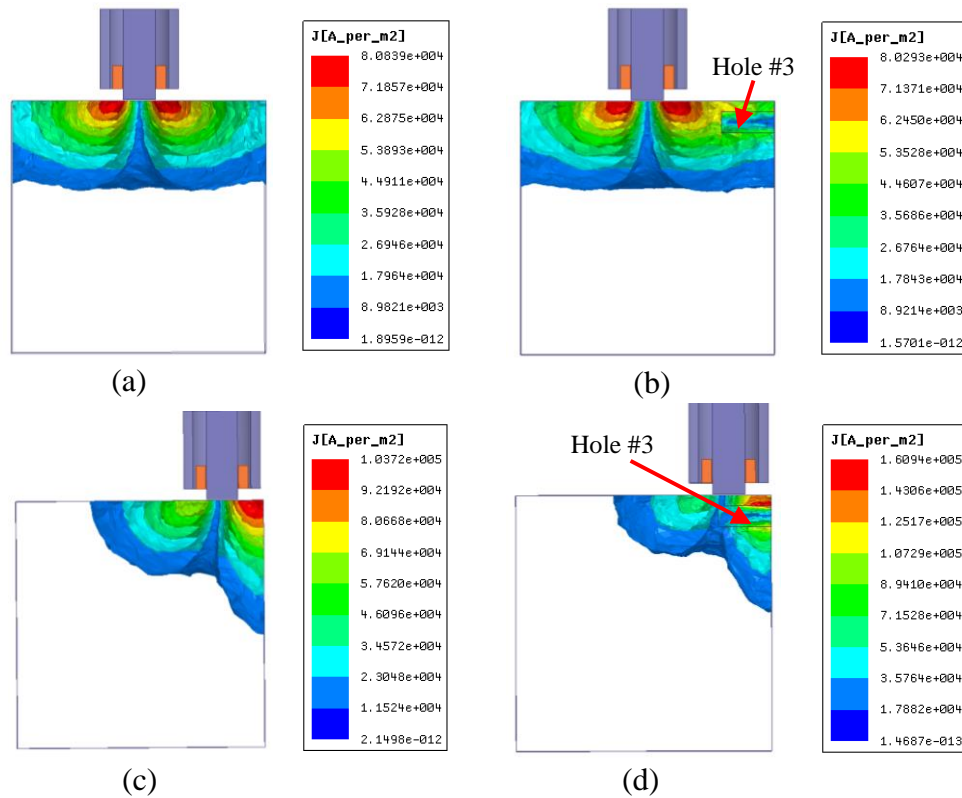 J[A_per_m2]
8.0839e+004
7.1857e+004
6.2875e+004
5.3893e+004
4.4911e+004
3.5928e+004
2.6946e+004
1.7964e+004
8.9821e+003
1.8959e-012
(a)
Hole #3
J[A_per_m2]
8.0293e+004
7.1371e+004
6.2450e+004
5.3528e+004
4.4607e+004
3.5686e+004
2.6764e+004
1.7843e+004
8.9214e+003
1.5701e-012
(b)
J[A_per_m2]
1.0372e+005
9.2192e+004
8.0668e+004
6.9144e+004
5.7620e+004
4.6096e+004
3.4572e+004
2.3048e+004
1.1524e+004
2.1498e-012
(c)
Hole #3
J[A_per_m2]
1.6094e+005
1.4306e+005
1.2517e+005
1.0729e+005
8.9410e+004
7.1528e+004
5.3646e+004
3.5764e+004
1.7882e+004
1.4687e-013
(d)